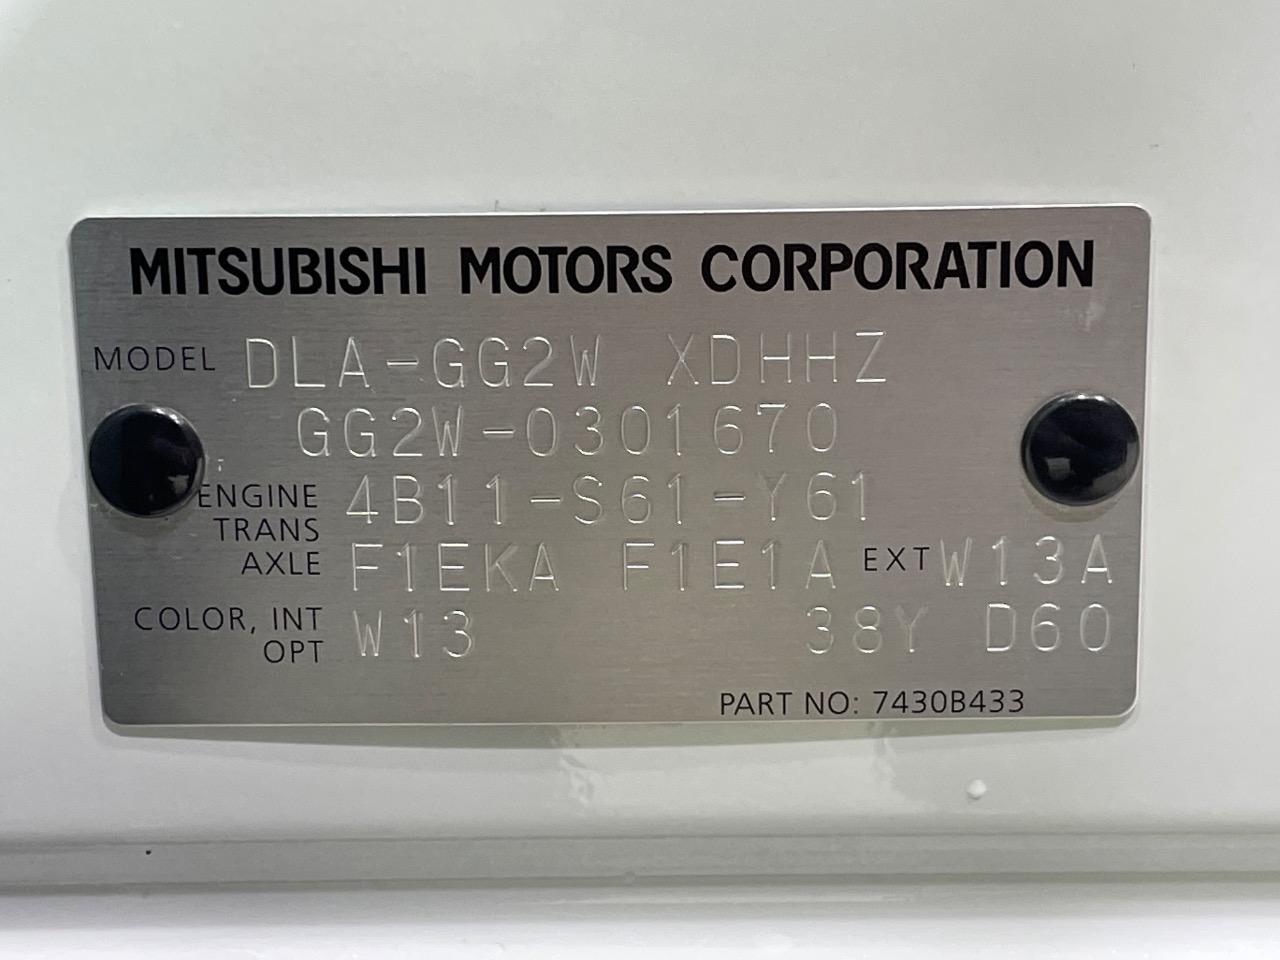 MITSUBISHI MOTORS CORPORATION
MODEL DLA-GG2W XDHHZ
GG2W-0301670
ENGINE 4B11-S61-Y61
TRANS
AXLE F1EKA F1E1A EXT W13A
COLOR, INT W13 38Y D60
OPT
PART NO: 7430B433